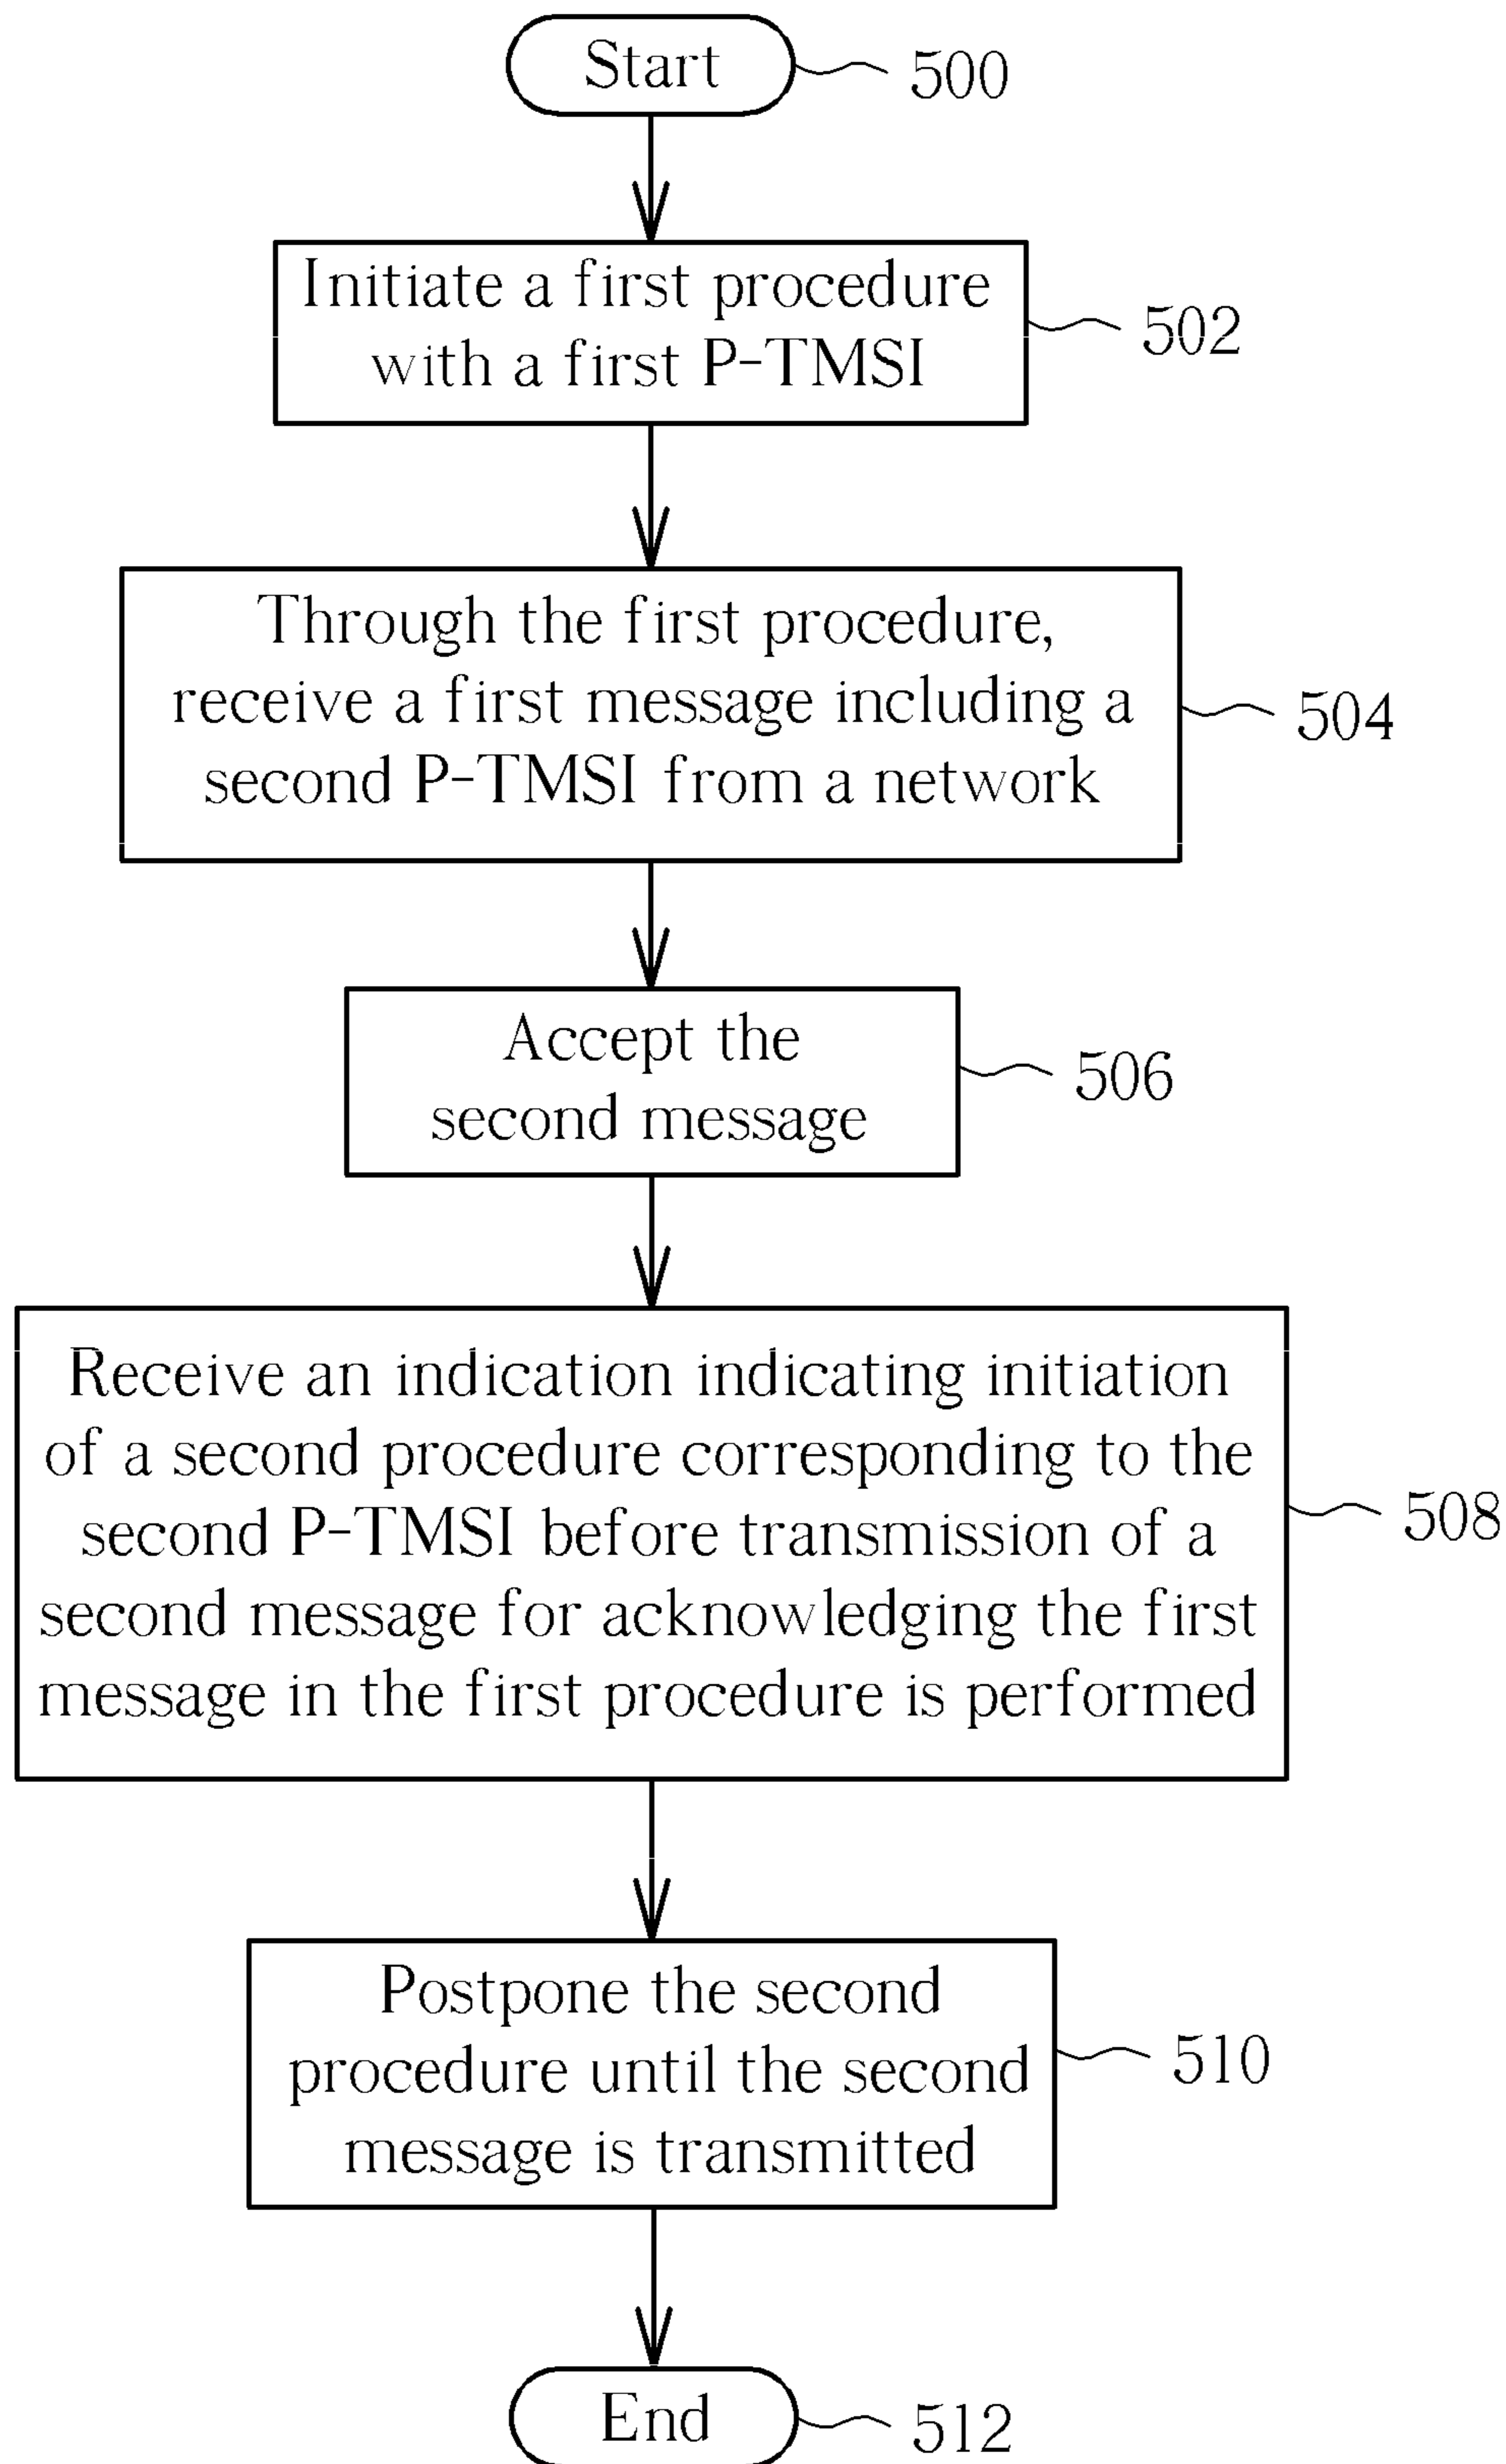 Start
500
Initiate a first procedure
with a first P-TMSI
502
Through the first procedure,
receive a first message including a
second P-TMSI from a network
504
Accept the
second message
506
Receive an indication indicating initiation
of a second procedure corresponding to the
second P-TMSI before transmission of a
second message for acknowledging the first
message in the first procedure is performed
508
Postpone the second
procedure until the second
message is transmitted
510
End
512